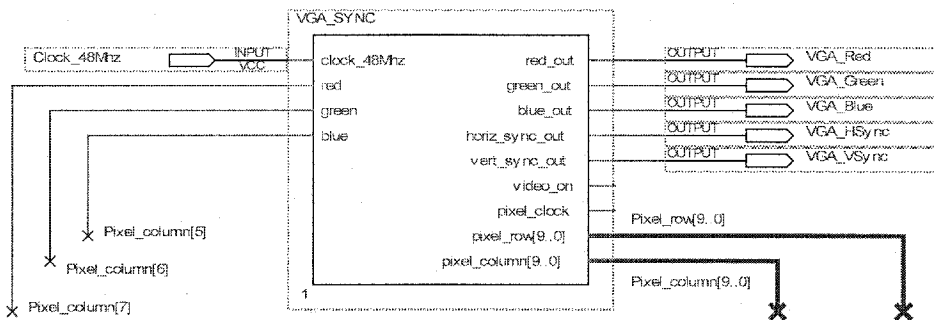 VGA_SYNC
Clock_48Mhz
INPUT
VCC
clock_48Mhz
red
green
blue
red_out
green_out
blue_out
horiz_sync_out
vert_sync_out
video_on
pixel_clock
pixel_row[9..0]
pixel_column[9..0]
1
OUTPUT
VGA_Red
OUTPUT
VGA_Green
OUTPUT
VGA_Blue
OUTPUT
VGA_HSync
OUTPUT
VGA_VSync
Pixel_row[9..0]
Pixel_column[9..0]
Pixel_column[5]
Pixel_column[6]
Pixel_column[7]